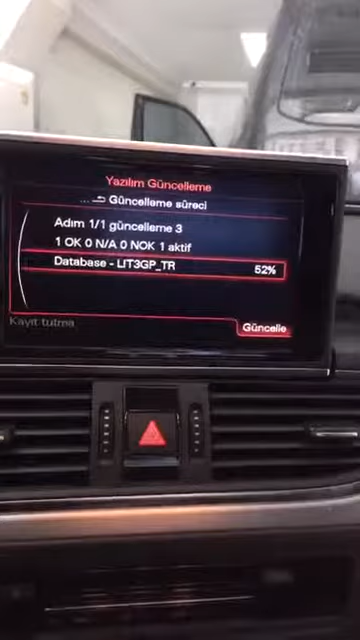 Yazılım Güncelleme
... Güncelleme süreci
Adım 1/1 güncelleme 3
1 OK 0 N/A 0 NOK 1 aktif
Database - LIT3GP_TR 52%
Kayıt tutma
Güncelle